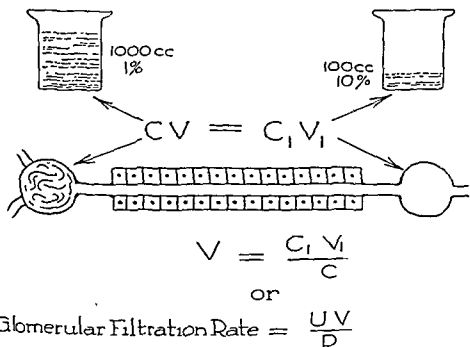 1000cc
1%
100cc
10%
CV = C₁V₁
V = C₁ V₁ / C
or
Glomerular Filtration Rate = UV / P